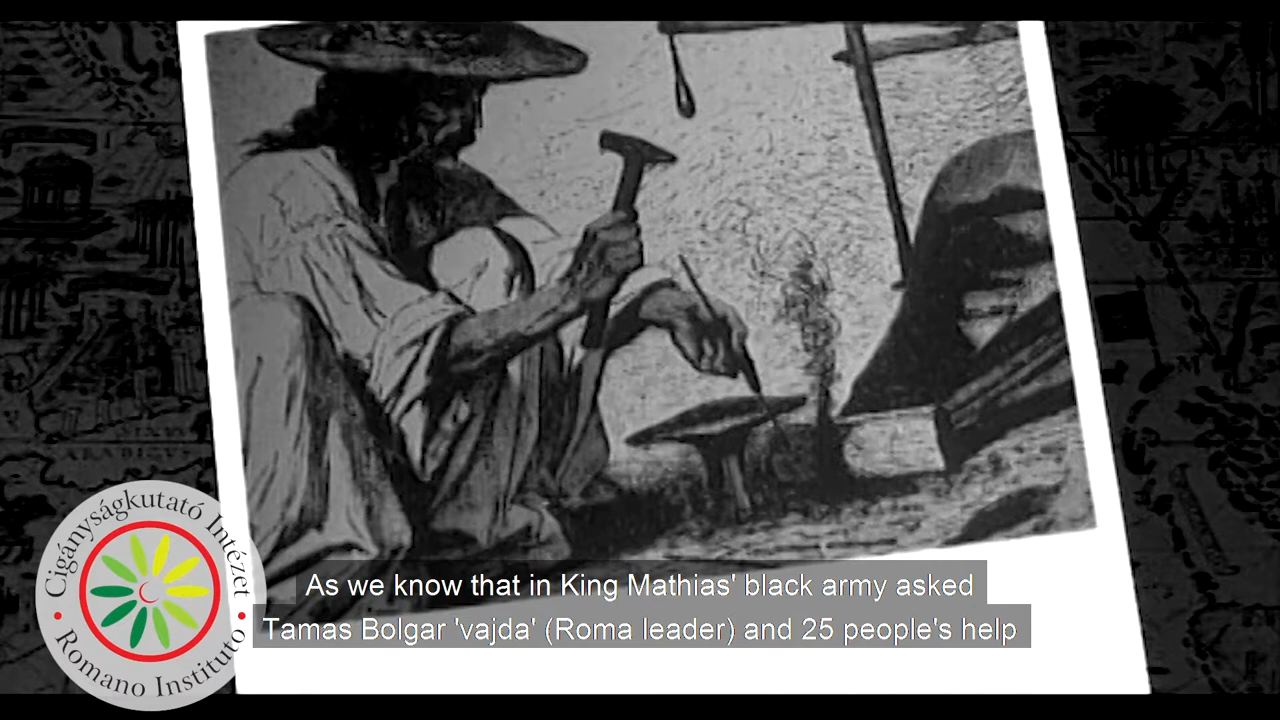 Cigányságkutató Intézet
Romano Instituto
As we know that in King Mathias' black army asked
Tamas Bolgar 'vajda' (Roma leader) and 25 people's help